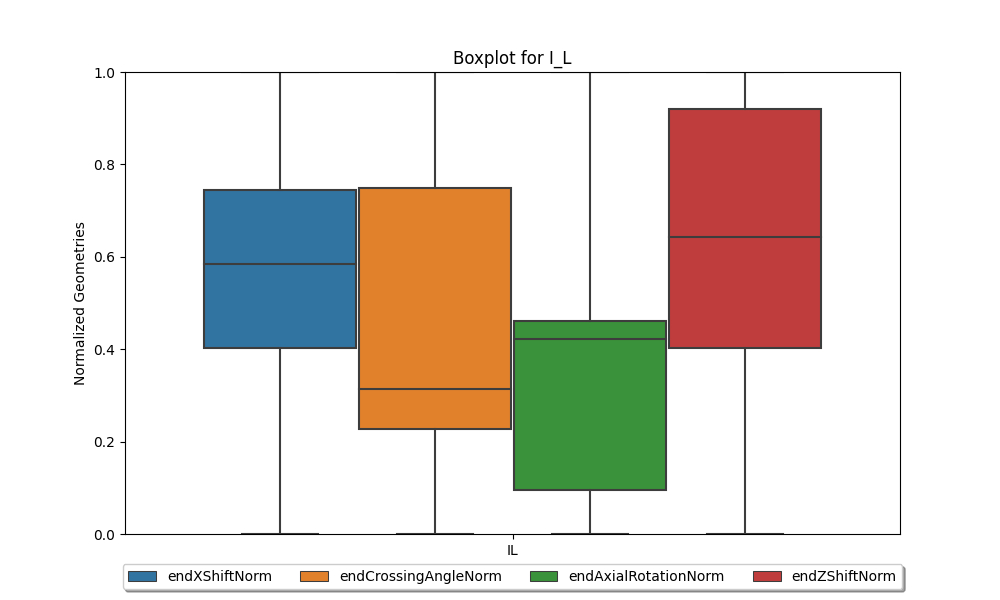 Boxplot for I_L
1.0
0.8
0.6
0.4
0.2
0.0
Normalized Geometries
IL
endXShiftNorm endCrossingAngleNorm endAxialRotationNorm endZShiftNorm